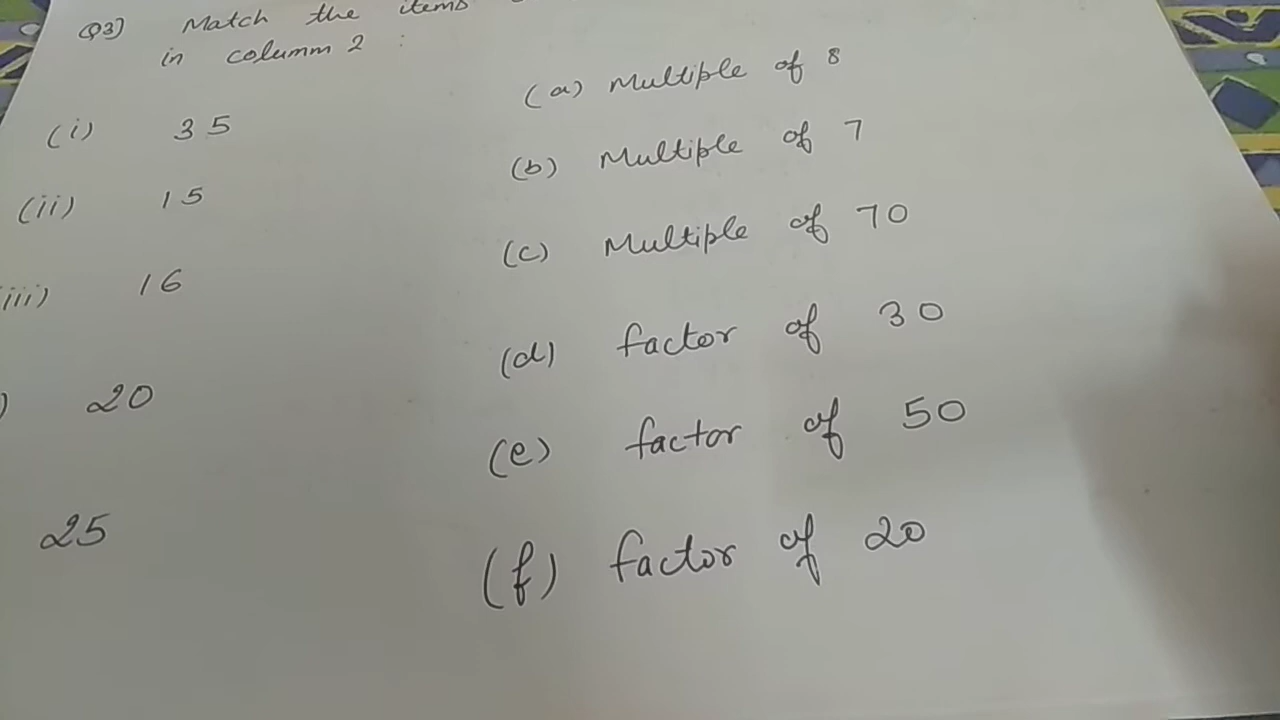 Q3) Match the items
in column 2 :
(i) 35 (a) Multiple of 8
(ii) 15 (b) Multiple of 7
iii) 16 (c) Multiple of 70
) 20 (d) factor of 30
25 (e) factor of 50
(f) factor of 20